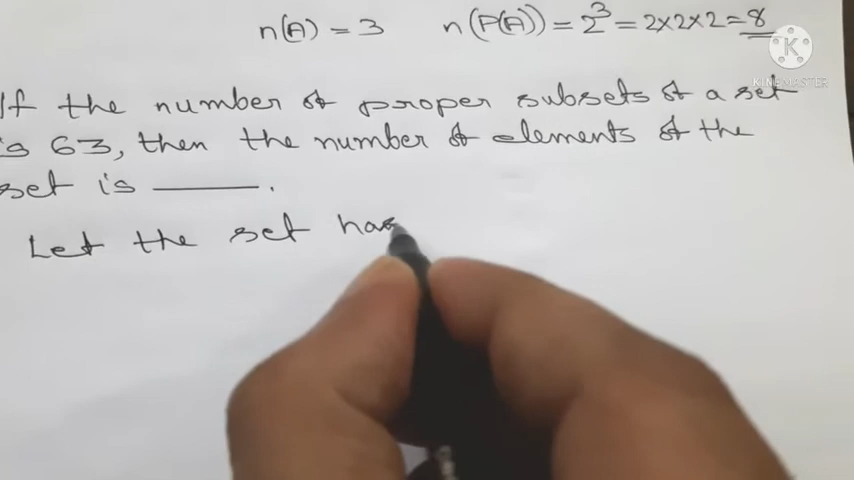 n(A) = 3 n(P(A)) = 2³ = 2×2×2 = 8
If the number of proper subsets of a set
is 63, then the number of elements of the
set is ———.
Let the set has
K
KINEMASTER